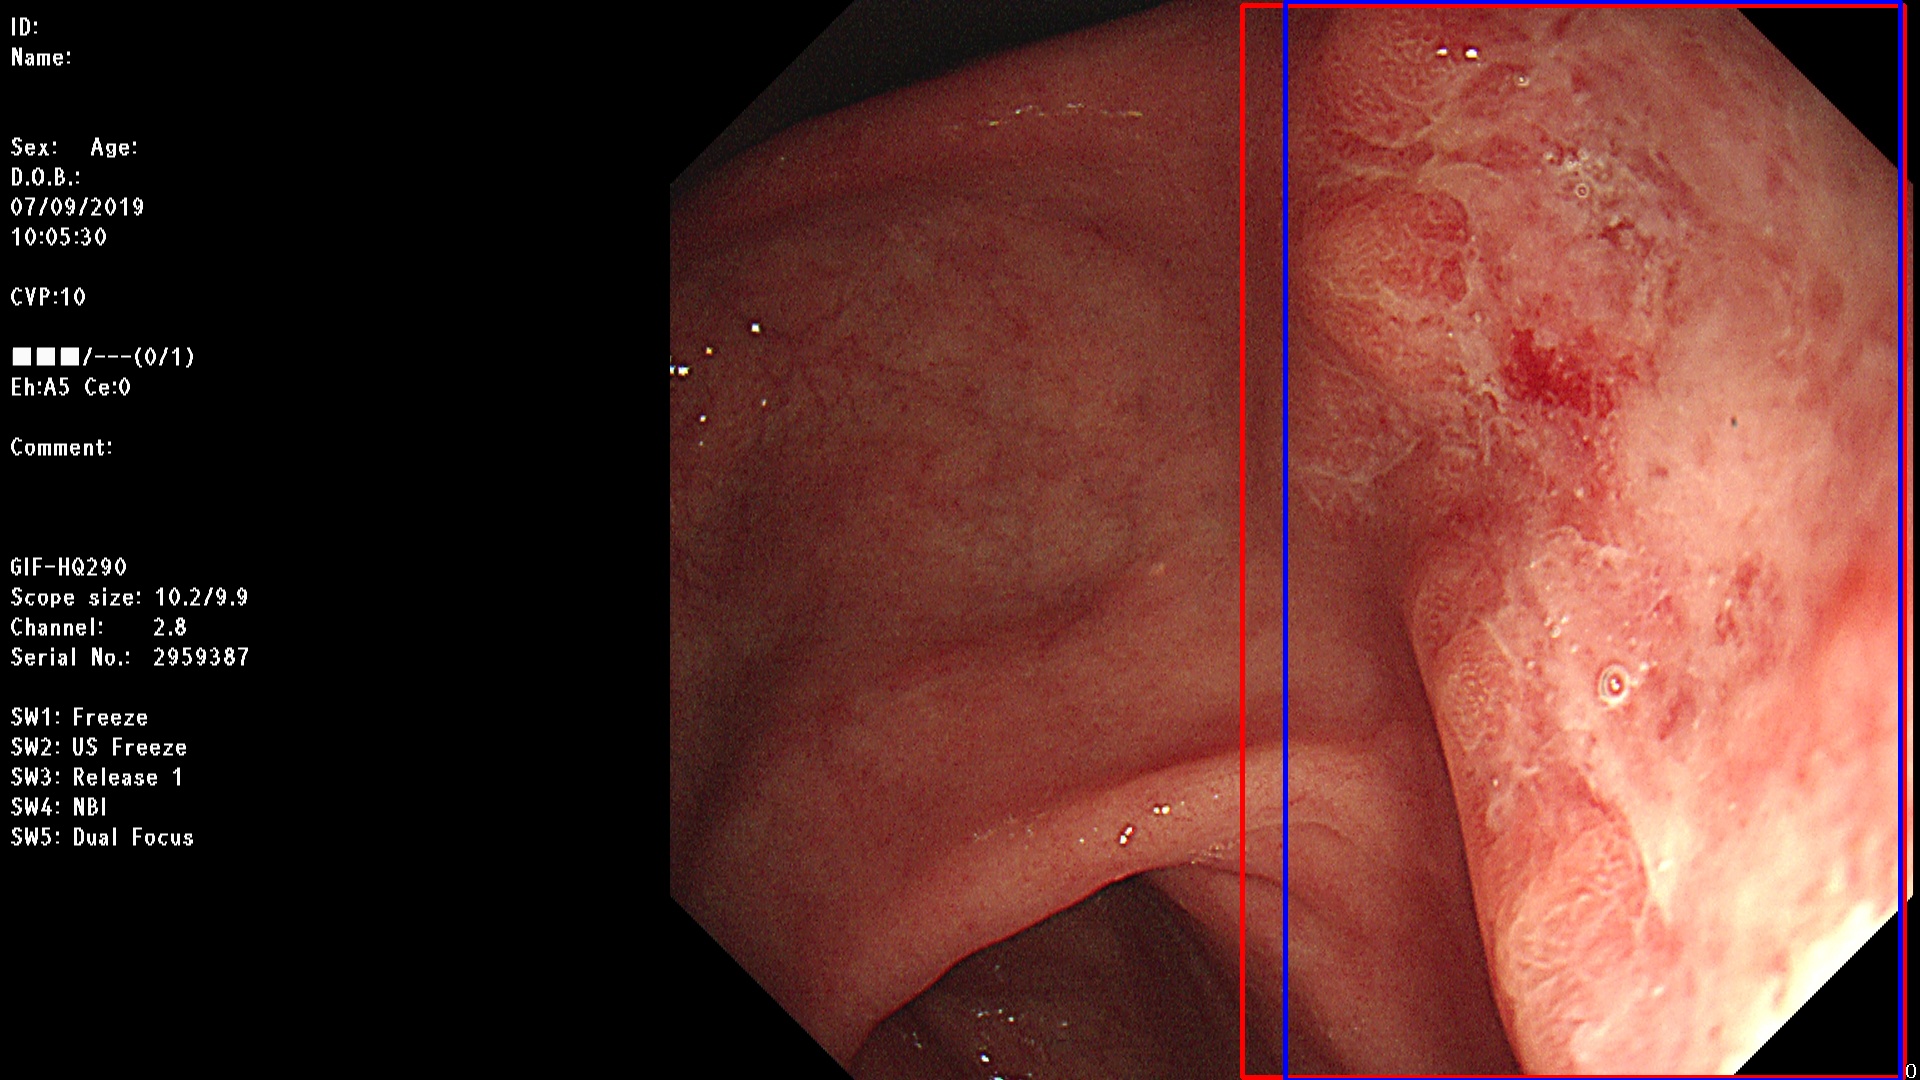 ID:
Name:
Sex: Age:
D.O.B.:
07/09/2019
10:05:30
CVP:10
■■■/---(0/1)
Eh:A5 Ce:0
Comment:
GIF-HQ290
Scope size: 10.2/9.9
Channel: 2.8
Serial No.: 2959387
SW1: Freeze
SW2: US Freeze
SW3: Release 1
SW4: NBI
SW5: Dual Focus
0